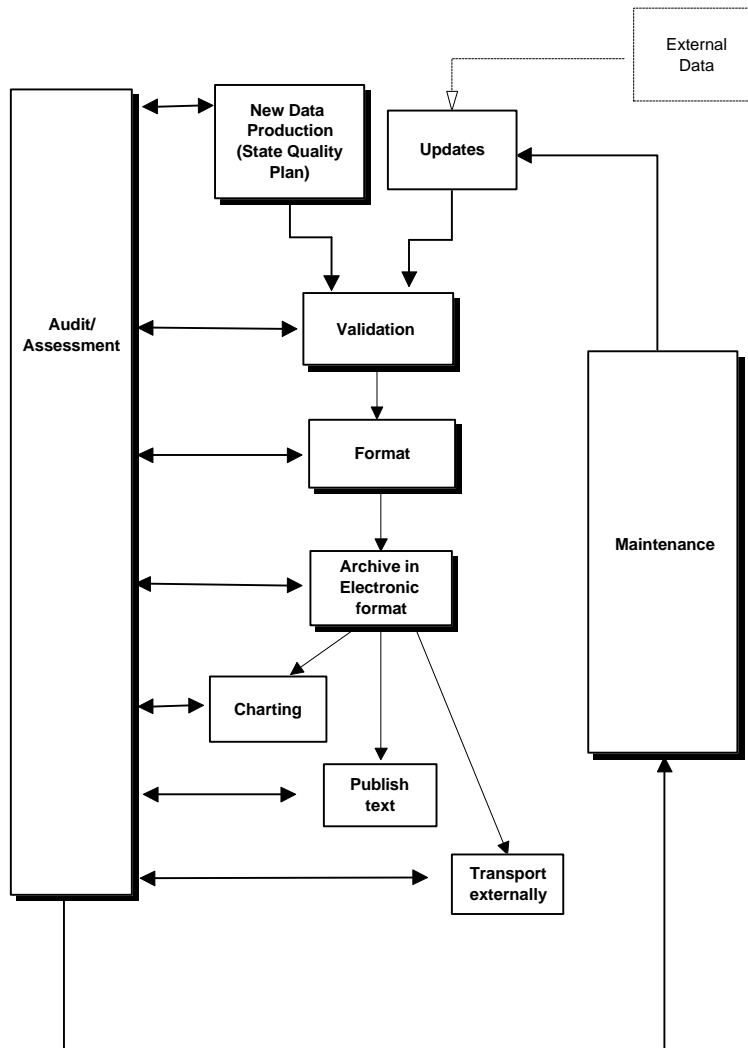 External
Data
New Data
Production
(State Quality
Plan)
Updates
Audit/
Assessment
Validation
Format
Maintenance
Archive in
Electronic
format
Charting
Publish
text
Transport
externally